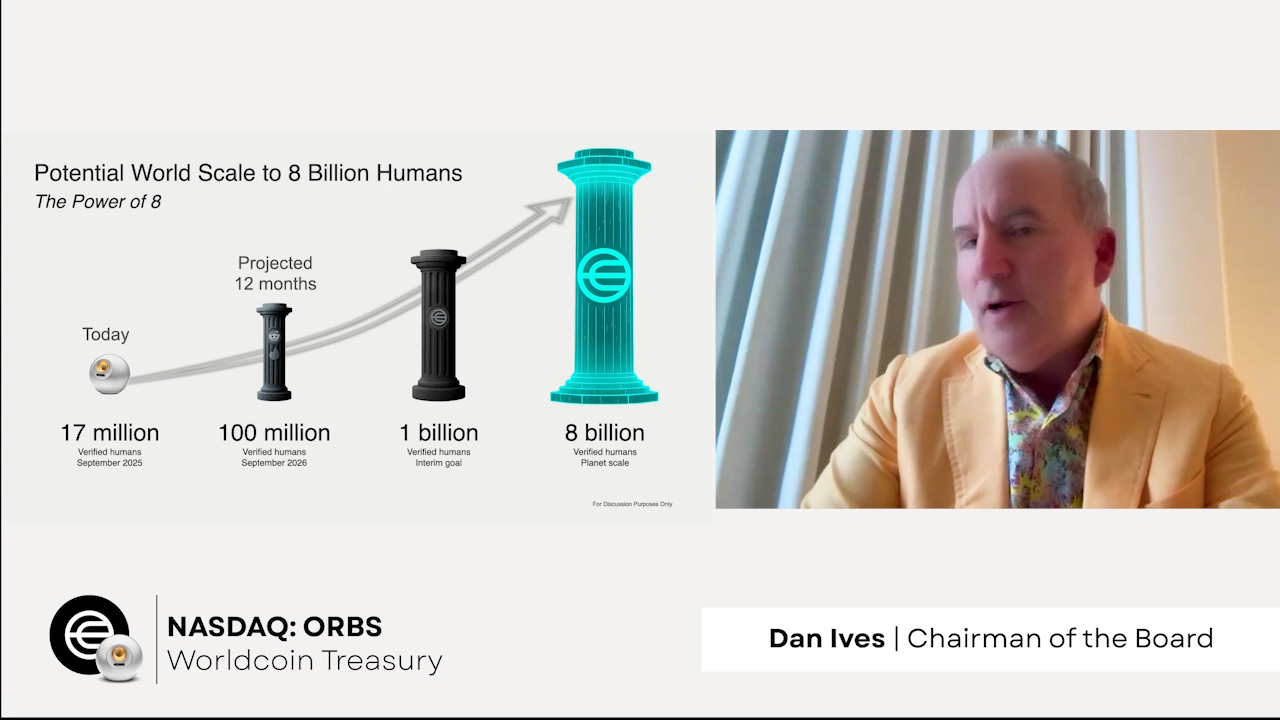 Potential World Scale to 8 Billion Humans
The Power of 8
Projected
12 months
Today
17 million
Verified humans
September 2025
100 million
Verified humans
September 2026
1 billion
Verified humans
Interim goal
8 billion
Verified humans
Planet scale
For Discussion Purposes Only
NASDAQ: ORBS
Worldcoin Treasury
Dan Ives | Chairman of the Board